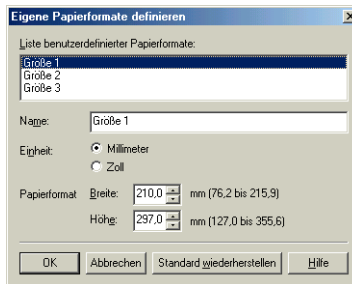 Eigene Papierformate definieren
Liste benutzerdefinierter Papierformate:
Größe 1
Größe 2
Größe 3
Name: Größe 1
Einheit: Millimeter
Zoll
Papierformat Breite: 210,0 mm (76,2 bis 215,9)
Höhe: 297,0 mm (127,0 bis 355,6)
OK Abbrechen Standard wiederherstellen Hilfe